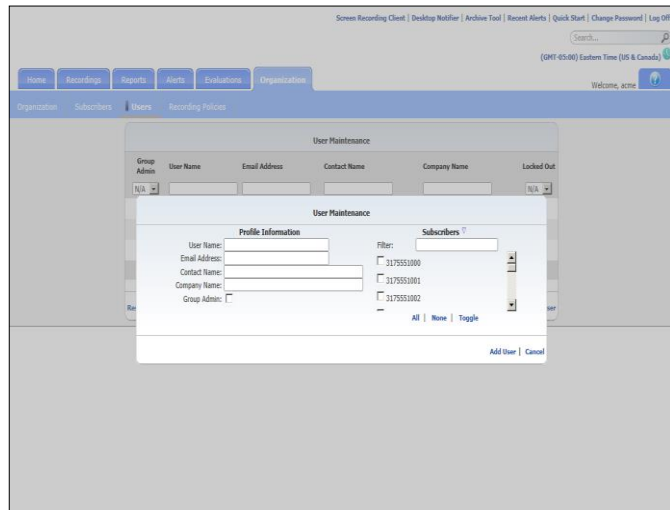 Screen Recording Client | Desktop Notifier | Archive Tool | Recent Alerts | Quick Start | Change Password | Log Off
Search...
(GMT-05:00) Eastern Time (US & Canada)
Home Recordings Reports Alerts Evaluations Organization
Welcome, acme
Organization Subscribers Users Recording Policies
User Maintenance
Group Admin User Name Email Address Contact Name Company Name Locked Out
N/A N/A
User Maintenance
Profile Information Subscribers
User Name: Filter:
Email Address: 3175551000
Contact Name: 3175551001
Company Name:
Group Admin: 3175551002
Res ser
All | None | Toggle
Add User | Cancel